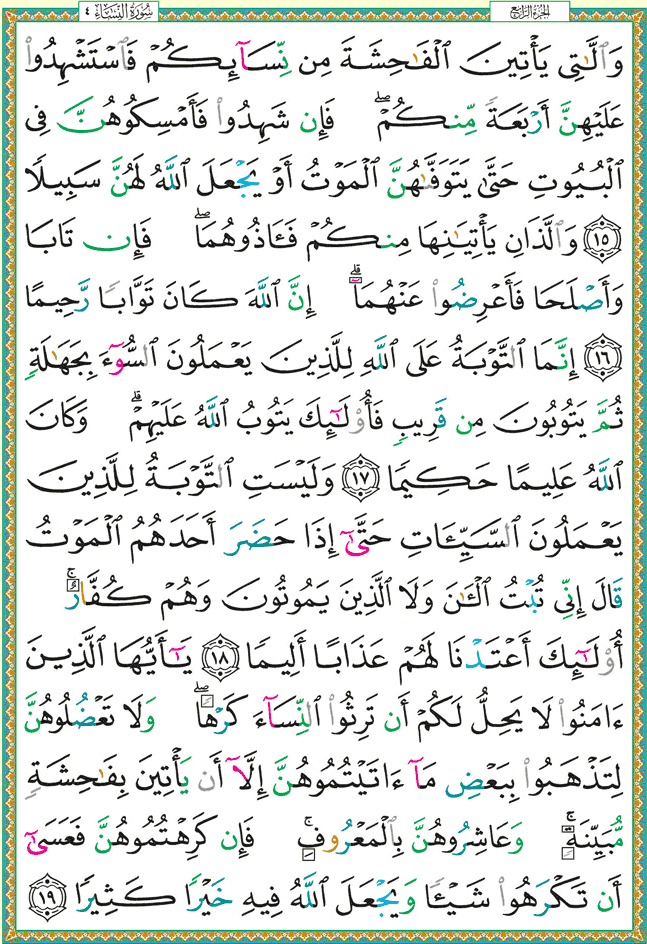 الجزء الرابع
سورة النساء ٤
وَٱلَّٰتِى يَأْتِينَ ٱلْفَٰحِشَةَ مِن نِّسَآئِكُمْ فَٱسْتَشْهِدُوا۟
عَلَيْهِنَّ أَرْبَعَةً مِّنكُمْ ۖ فَإِن شَهِدُوا۟ فَأَمْسِكُوهُنَّ فِى
ٱلْبُيُوتِ حَتَّىٰ يَتَوَفَّىٰهُنَّ ٱلْمَوْتُ أَوْ يَجْعَلَ ٱللَّهُ لَهُنَّ سَبِيلًا
١٥ وَٱلَّذَانِ يَأْتِيَٰنِهَا مِنكُمْ فَـَٔاذُوهُمَا ۖ فَإِن تَابَا
وَأَصْلَحَا فَأَعْرِضُوا۟ عَنْهُمَآ ۗ إِنَّ ٱللَّهَ كَانَ تَوَّابًا رَّحِيمًا
١٦ إِنَّمَا ٱلتَّوْبَةُ عَلَى ٱللَّهِ لِلَّذِينَ يَعْمَلُونَ ٱلسُّوٓءَ بِجَهَٰلَةٍ
ثُمَّ يَتُوبُونَ مِن قَرِيبٍ فَأُو۟لَٰٓئِكَ يَتُوبُ ٱللَّهُ عَلَيْهِمْ ۗ وَكَانَ
ٱللَّهُ عَلِيمًا حَكِيمًا ١٧ وَلَيْسَتِ ٱلتَّوْبَةُ لِلَّذِينَ
يَعْمَلُونَ ٱلسَّيِّـَٔاتِ حَتَّىٰٓ إِذَا حَضَرَ أَحَدَهُمُ ٱلْمَوْتُ
قَالَ إِنِّى تُبْتُ ٱلْـَٰٔنَ وَلَا ٱلَّذِينَ يَمُوتُونَ وَهُمْ كُفَّارٌ ۚ
أُو۟لَٰٓئِكَ أَعْتَدْنَا لَهُمْ عَذَابًا أَلِيمًا ١٨ يَٰٓأَيُّهَا ٱلَّذِينَ
ءَامَنُوا۟ لَا يَحِلُّ لَكُمْ أَن تَرِثُوا۟ ٱلنِّسَآءَ كَرْهًا ۖ وَلَا تَعْضُلُوهُنَّ
لِتَذْهَبُوا۟ بِبَعْضِ مَآ ءَاتَيْتُمُوهُنَّ إِلَّآ أَن يَأْتِينَ بِفَٰحِشَةٍ
مُّبَيِّنَةٍ ۚ وَعَاشِرُوهُنَّ بِٱلْمَعْرُوفِ ۚ فَإِن كَرِهْتُمُوهُنَّ فَعَسَىٰٓ
أَن تَكْرَهُوا۟ شَيْـًٔا وَيَجْعَلَ ٱللَّهُ فِيهِ خَيْرًا كَثِيرًا ١٩